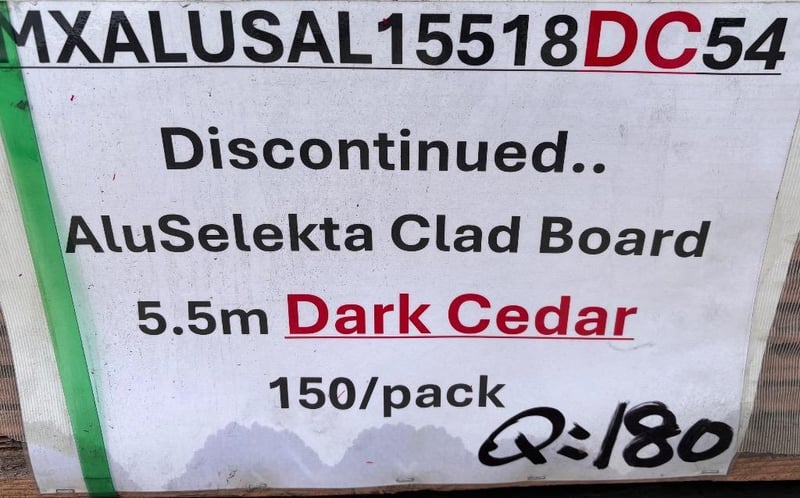 MXALUSAL15518DC54
Discontinued..
AluSelekta Clad Board
5.5m Dark Cedar
150/pack
Q=180